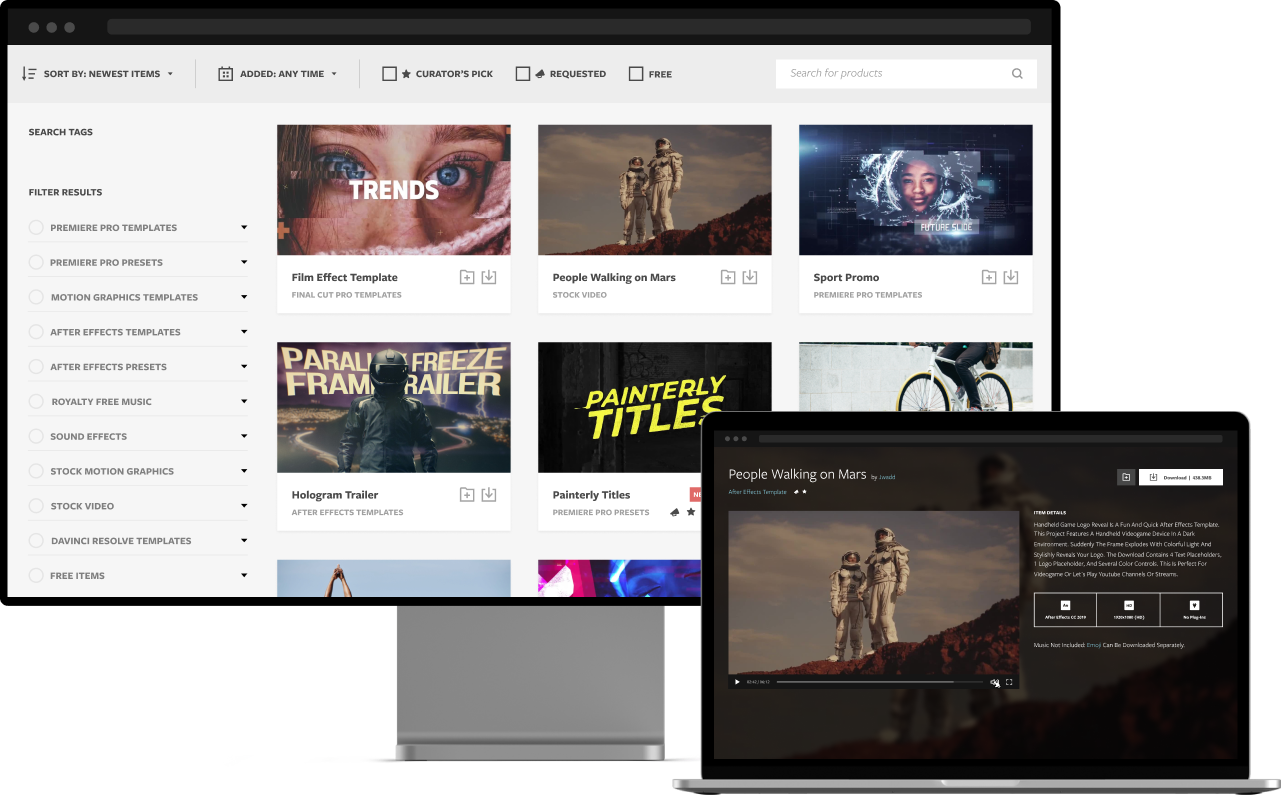 SORT BY: NEWEST ITEMS
ADDED: ANY TIME
CURATOR'S PICK
REQUESTED
FREE
Search for products
SEARCH TAGS
FILTER RESULTS
PREMIERE PRO TEMPLATES
PREMIERE PRO PRESETS
MOTION GRAPHICS TEMPLATES
AFTER EFFECTS TEMPLATES
AFTER EFFECTS PRESETS
ROYALTY FREE MUSIC
SOUND EFFECTS
STOCK MOTION GRAPHICS
STOCK VIDEO
DAVINCI RESOLVE TEMPLATES
FREE ITEMS
TRENDS
Film Effect Template
FINAL CUT PRO TEMPLATES
People Walking on Mars
STOCK VIDEO
FUTURE SLIDE
Sport Promo
PREMIERE PRO TEMPLATES
PARALLAX FREEZE
FRAME TRAILER
Hologram Trailer
AFTER EFFECTS TEMPLATES
PAINTERLY
TITLES
Painterly Titles
NE
PREMIERE PRO PRESETS
People Walking on Mars by Jwadd
After Effects Template
Download | 438.5MB
ITEM DETAILS
Handheld Game Logo Reveal Is A Fun And Quick After Effects Template.
This Project Features A Handheld Videogame Device In A Dark
Environment. Suddenly The Frame Explodes With Colorful Light And
Stylishly Reveals Your Logo. The Download Contains 4 Text Placeholders,
1 Logo Placeholder, And Several Color Controls. This Is Perfect For
Videogame Or Let's Play Youtube Channels Or Streams.
Ae
After Effects CC 2019
HD
1920x1080 (HD)
No Plug-Ins
Music Not Included: Emoji Can Be Downloaded Separately.